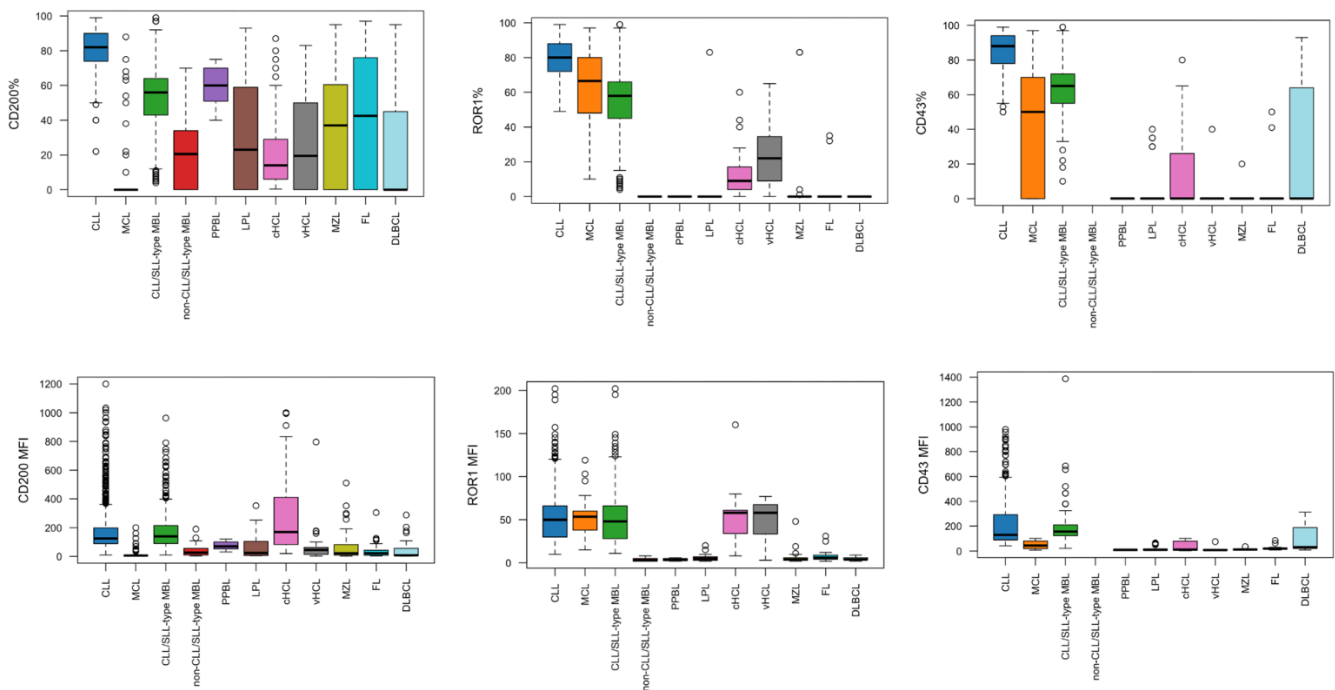 CD200%
100
80
60
40
20
0
CLL
MCL
CLL/SLL-type MBL
non-CLL/SLL-type MBL
PPBL
LPL
cHCL
vHCL
MZL
FL
DLBCL
ROR1%
100
80
60
40
20
0
CLL
MCL
CLL/SLL-type MBL
non-CLL/SLL-type MBL
PPBL
LPL
cHCL
vHCL
MZL
FL
DLBCL
CD43%
100
80
60
40
20
0
CLL
MCL
CLL/SLL-type MBL
non-CLL/SLL-type MBL
PPBL
LPL
cHCL
vHCL
MZL
FL
DLBCL
CD200 MFI
1200
1000
800
600
400
200
0
CLL
MCL
CLL/SLL-type MBL
non-CLL/SLL-type MBL
PPBL
LPL
cHCL
vHCL
MZL
FL
DLBCL
ROR1 MFI
200
150
100
50
0
CLL
MCL
CLL/SLL-type MBL
non-CLL/SLL-type MBL
PPBL
LPL
cHCL
vHCL
MZL
FL
DLBCL
CD43 MFI
1400
1200
1000
800
600
400
200
0
CLL
MCL
CLL/SLL-type MBL
non-CLL/SLL-type MBL
PPBL
LPL
cHCL
vHCL
MZL
FL
DLBCL